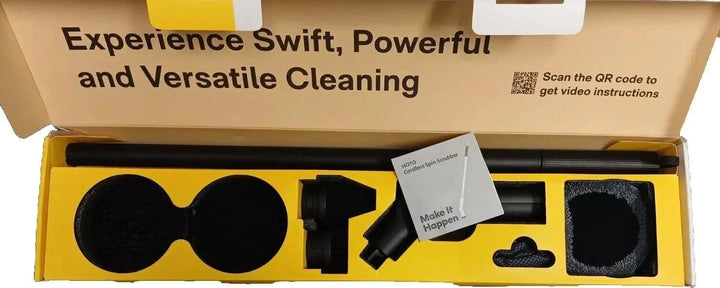 Experience Swift, Powerful
and Versatile Cleaning
Scan the QR code to
get video instructions
HOTO
Cordless Spin Scrubber
Make It
Happen